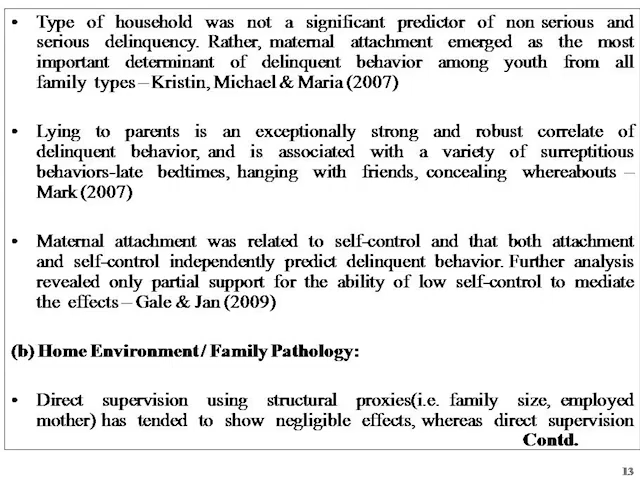 • Type of household was not a significant predictor of non serious and
serious delinquency. Rather, maternal attachment emerged as the most
important determinant of delinquent behavior among youth from all
family types – Kristin, Michael & Maria (2007)
• Lying to parents is an exceptionally strong and robust correlate of
delinquent behavior, and is associated with a variety of surreptitious
behaviors-late bedtimes, hanging with friends, concealing whereabouts –
Mark (2007)
• Maternal attachment was related to self-control and that both attachment
and self-control independently predict delinquent behavior. Further analysis
revealed only partial support for the ability of low self-control to mediate
the effects – Gale & Jan (2009)
(b) Home Environment / Family Pathology:
• Direct supervision using structural proxies(i.e. family size, employed
mother) has tended to show negligible effects, whereas direct supervision
Contd.
13